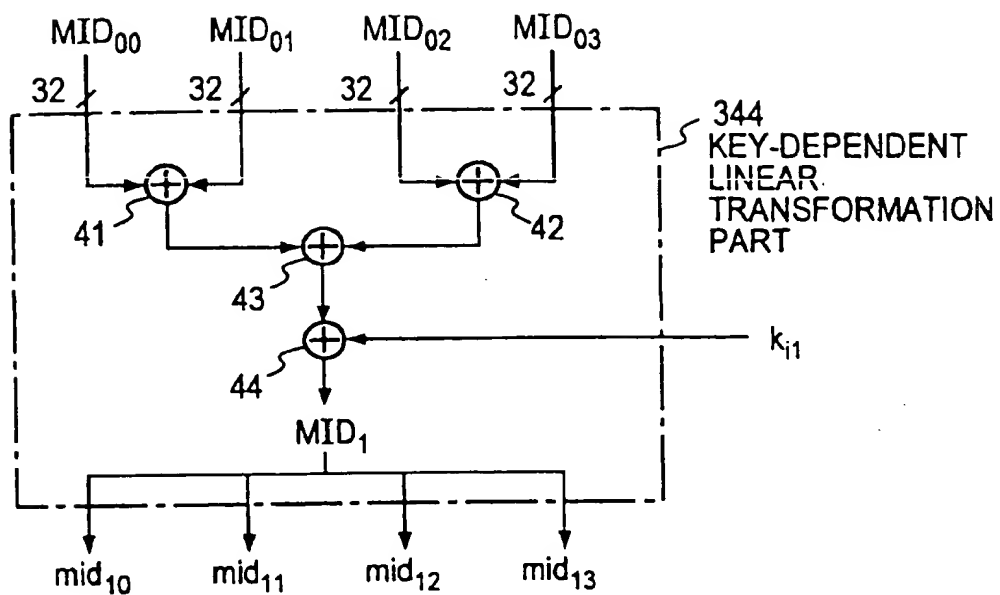 MID₀₀ MID₀₁ MID₀₂ MID₀₃
32 32 32 32
344
KEY-DEPENDENT
LINEAR
TRANSFORMATION
PART
41 42
43
44 kᵢ₁
MID₁
mid₁₀ mid₁₁ mid₁₂ mid₁₃